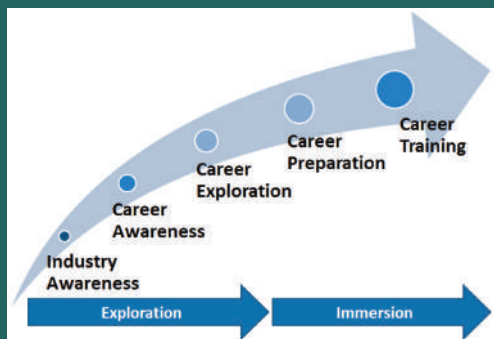 Career
Training
Career
Preparation
Career
Exploration
Career
Awareness
Industry
Awareness
Exploration
Immersion